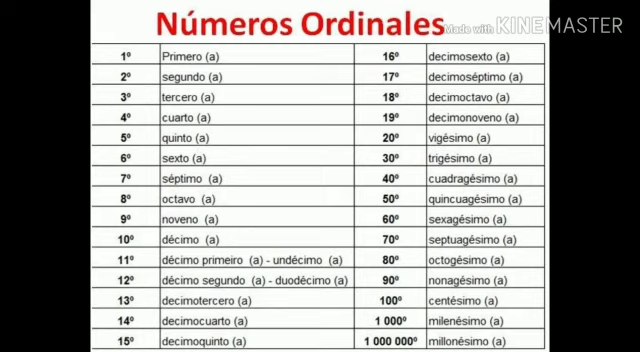 Números Ordinales
Made with KINEMASTER
1º Primero (a) 16º decimosexto (a)
2º segundo (a) 17º decimoséptimo (a)
3º tercero (a) 18º decimoctavo (a)
4º cuarto (a) 19º decimonoveno (a)
5º quinto (a) 20º vigésimo (a)
6º sexto (a) 30º trigésimo (a)
7º séptimo (a) 40º cuadragésimo (a)
8º octavo (a) 50º quincuagésimo (a)
9º noveno (a) 60º sexagésimo (a)
10º décimo (a) 70º septuagésimo (a)
11º décimo primeiro (a) - undécimo (a) 80º octogésimo (a)
12º décimo segundo (a) - duodécimo (a) 90º nonagésimo (a)
13º decimotercero (a) 100º centésimo (a)
14º decimocuarto (a) 1 000º milenésimo (a)
15º decimoquinto (a) 1 000 000º millonésimo (a)